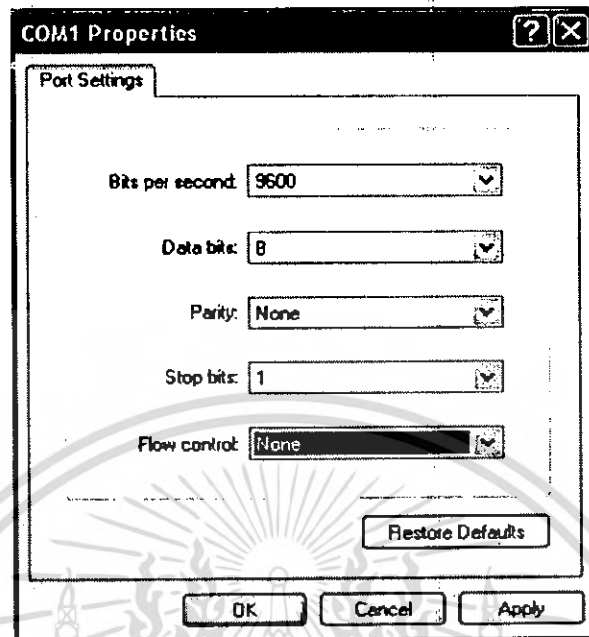 COM1 Properties
Port Settings
Bits per second: 9600
Data bits: 8
Parity: None
Stop bits: 1
Flow control: None
Restore Defaults
OK Cancel Apply